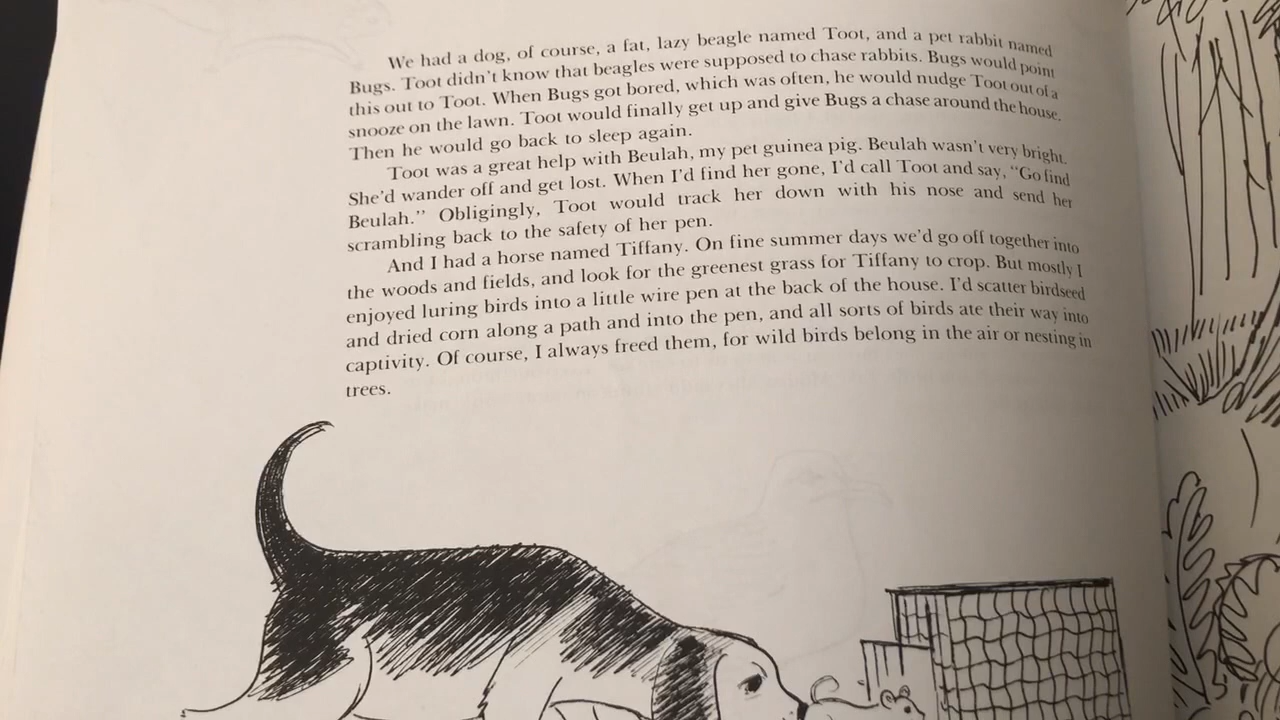 We had a dog, of course, a fat, lazy beagle named Toot, and a pet rabbit named
Bugs. Toot didn't know that beagles were supposed to chase rabbits. Bugs would point
this out to Toot. When Bugs got bored, which was often, he would nudge Toot out of a
snooze on the lawn. Toot would finally get up and give Bugs a chase around the house.
Then he would go back to sleep again.
Toot was a great help with Beulah, my pet guinea pig. Beulah wasn't very bright.
She'd wander off and get lost. When I'd find her gone, I'd call Toot and say, "Go find
Beulah." Obligingly, Toot would track her down with his nose and send her
scrambling back to the safety of her pen.
And I had a horse named Tiffany. On fine summer days we'd go off together into
the woods and fields, and look for the greenest grass for Tiffany to crop. But mostly I
enjoyed luring birds into a little wire pen at the back of the house. I'd scatter birdseed
and dried corn along a path and into the pen, and all sorts of birds ate their way into
captivity. Of course, I always freed them, for wild birds belong in the air or nesting in
trees.